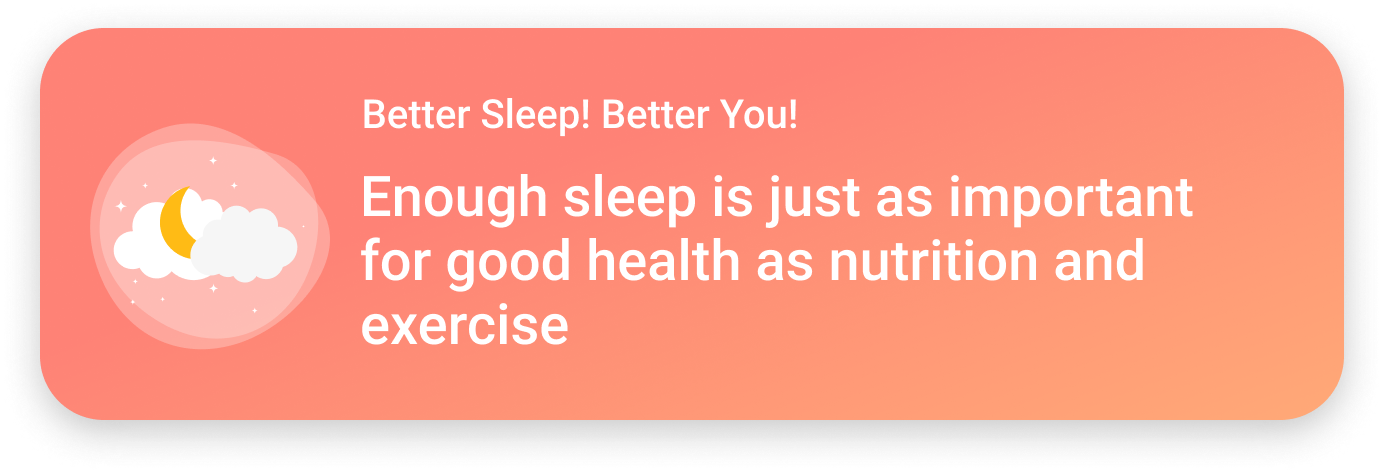 Better Sleep! Better You!
Enough sleep is just as important
for good health as nutrition and
exercise